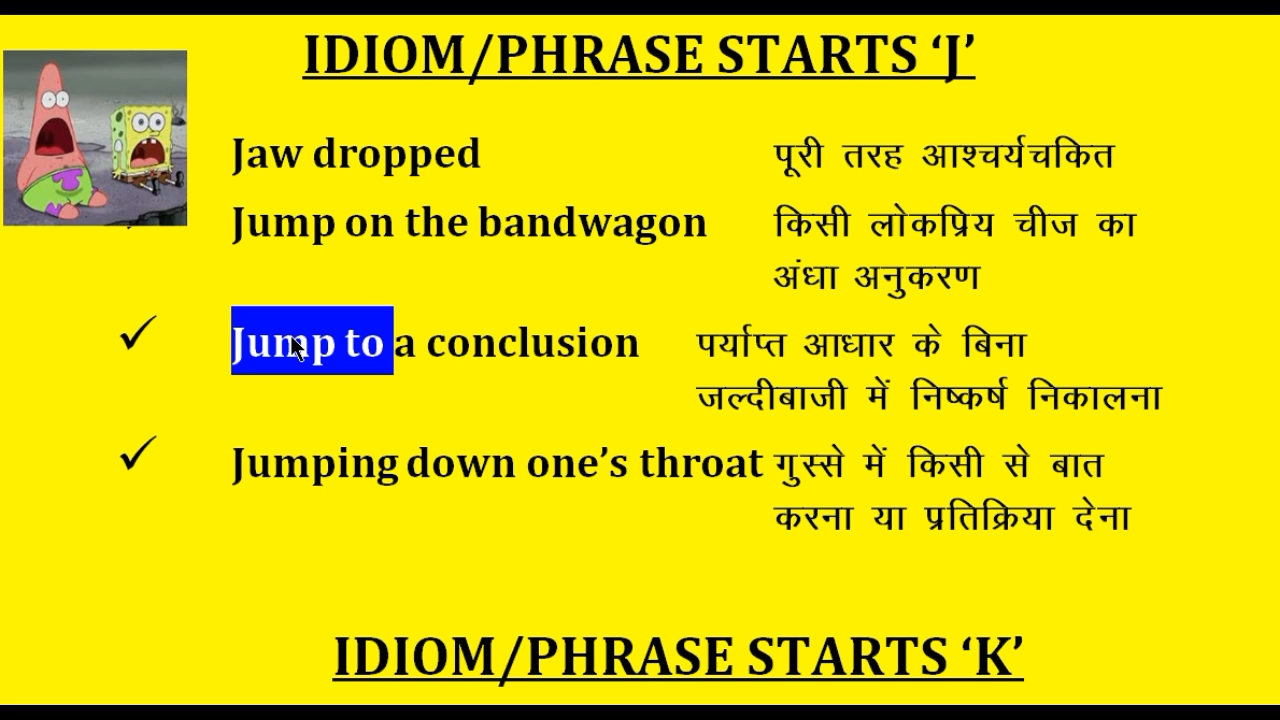 IDIOM/PHRASE STARTS ‘J’
Jaw dropped पूरी तरह आश्चर्यचकित
Jump on the bandwagon किसी लोकप्रिय चीज का
अंधा अनुकरण
✓ Jump to a conclusion पर्याप्त आधार के बिना
जल्दीबाजी में निष्कर्ष निकालना
✓ Jumping down one’s throat गुस्से में किसी से बात
करना या प्रतिक्रिया देना
IDIOM/PHRASE STARTS ‘K’